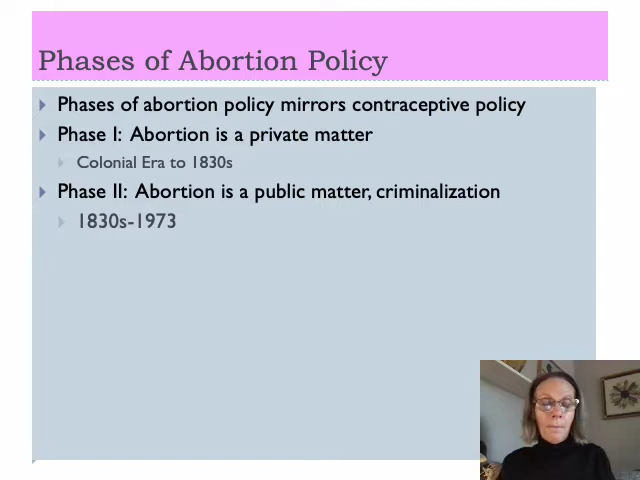 Phases of Abortion Policy
Phases of abortion policy mirrors contraceptive policy
Phase I: Abortion is a private matter
Colonial Era to 1830s
Phase II: Abortion is a public matter, criminalization
1830s-1973